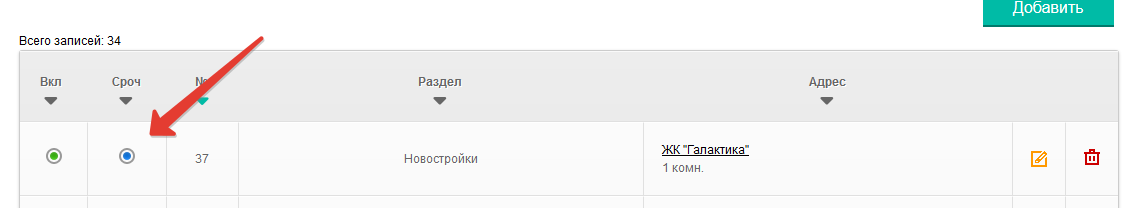 Добавить
Всего записей: 34
Вкл Сроч № Раздел Адрес
37 Новостройки ЖК "Галактика"
1 комн.